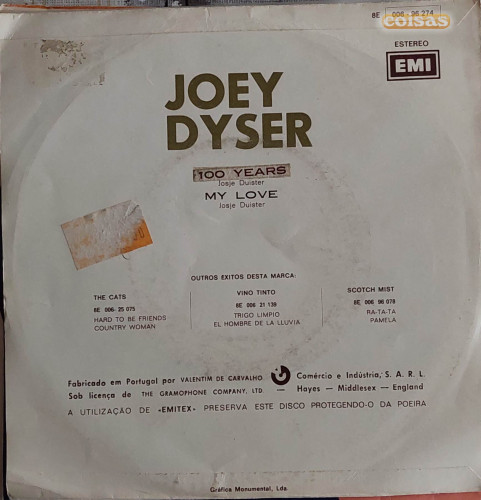 8E 006-96 274
coisas
ESTEREO
EMI
JOEY
DYSER
100 YEARS
Josje Duister
MY LOVE
Josje Duister
OUTROS EXITOS DESTA MARCA:
THE CATS
8E 006-25 075
HARD TO BE FRIENDS
COUNTRY WOMAN
VINO TINTO
8E 006 21 139
TRIGO LIMPIO
EL HOMBRE DE LA LLUVIA
SCOTCH MIST
8E 006 96 078
RA-TA-TA
PAMELA
Fabricado em Portugal por VALENTIM DE CARVALHO Comércio e Indústria, S. A. R. L.
Sob licença de THE GRAMOPHONE COMPANY, LTD. — Hayes — Middlesex — England
A UTILIZAÇÃO DE «EMITEX» PRESERVA ESTE DISCO PROTEGENDO-O DA POEIRA
Gráfica Monumental, Lda.